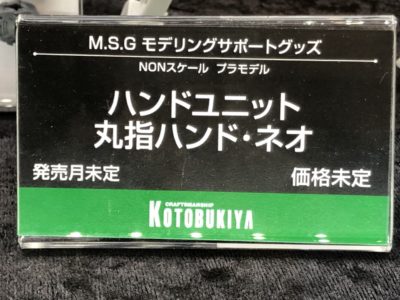 M.S.G モデリングサポートグッズ
NONスケール プラモデル
ハンドユニット
丸指ハンド・ネオ
発売月未定 価格未定
CRAFTSMANSHIP
KOTOBUKIYA